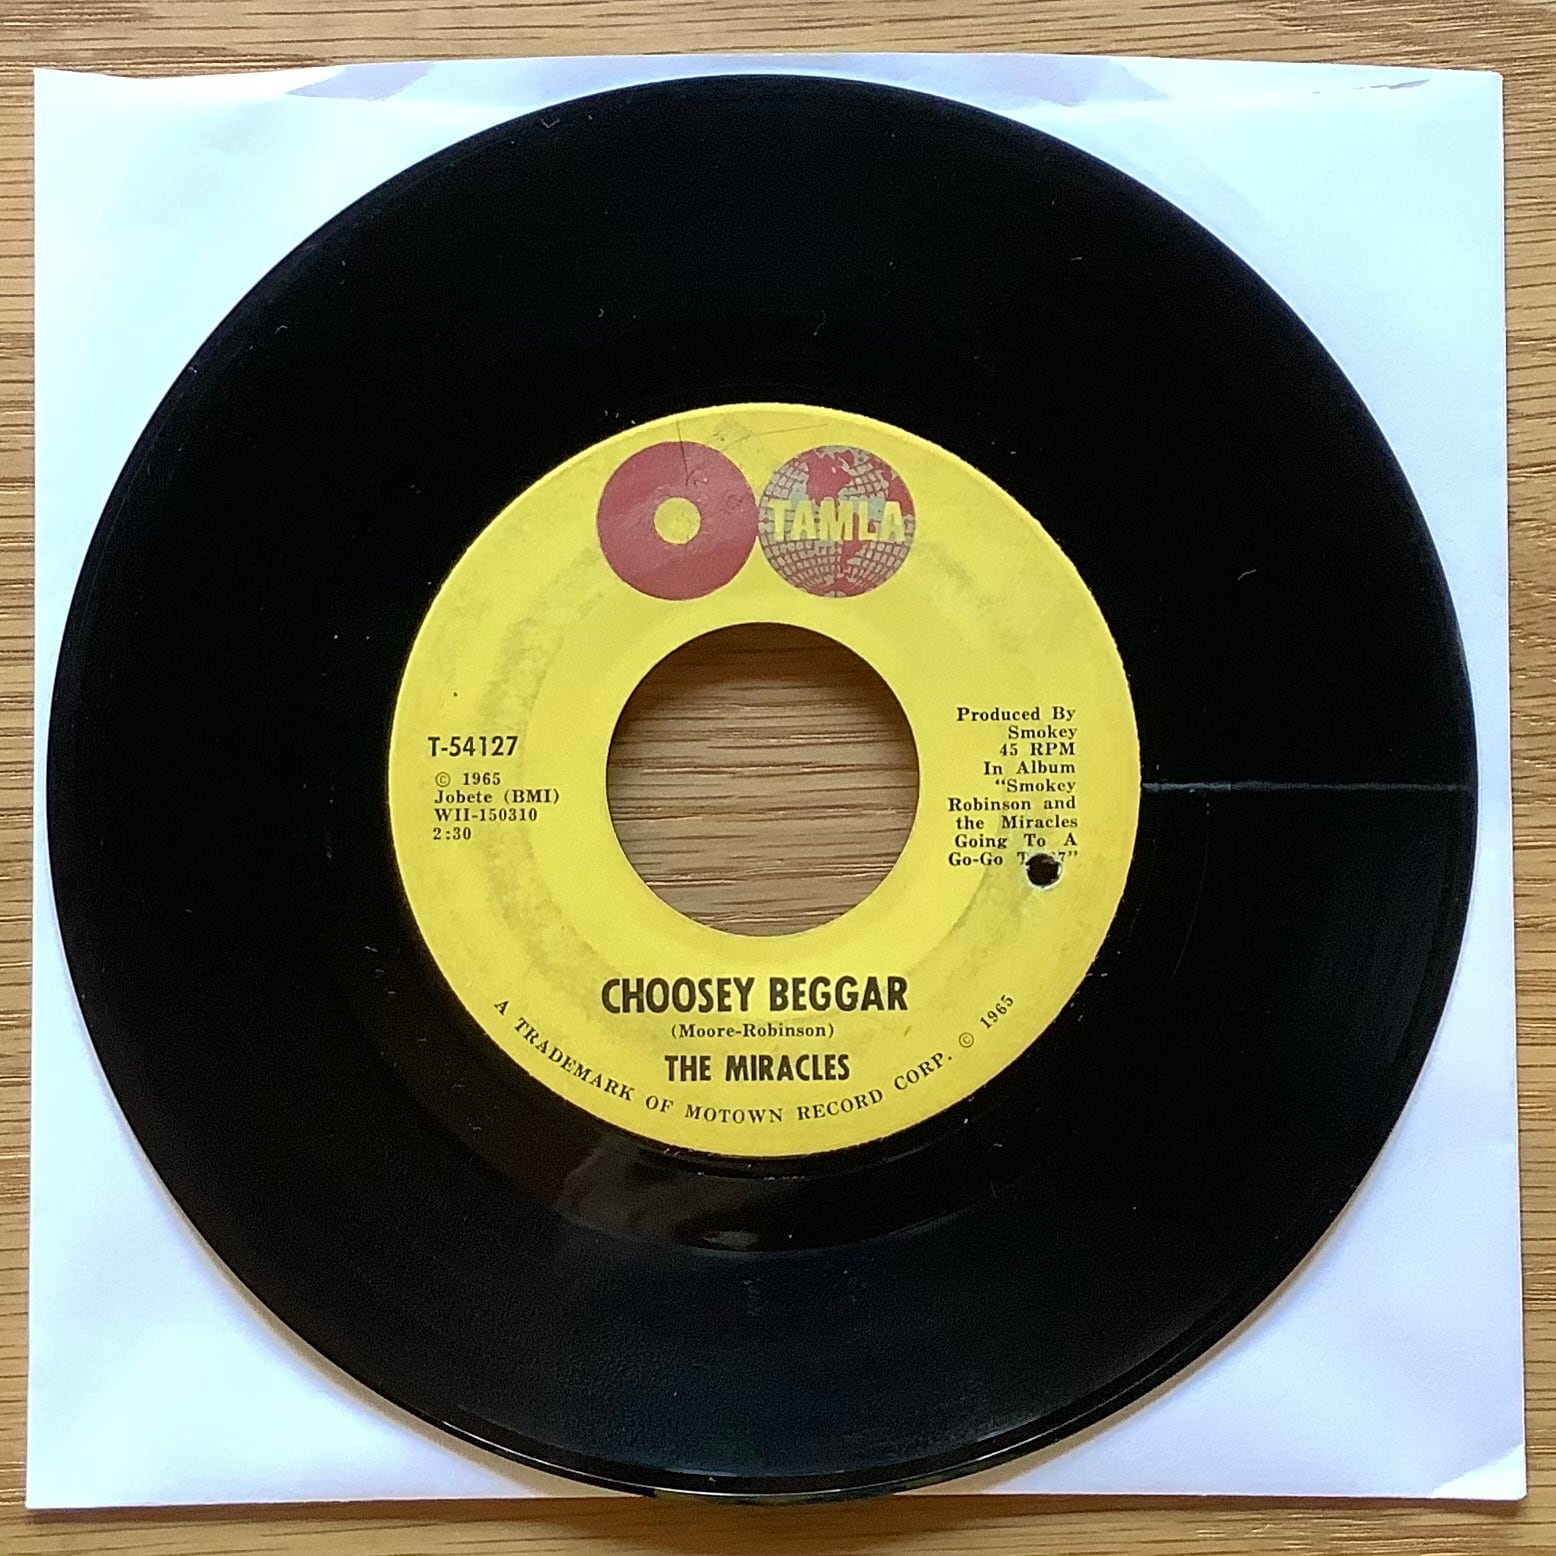 TAMLA
T-54127
© 1965
Jobete (BMI)
WII-150310
2:30
Produced By
Smokey
45 RPM
In Album
"Smokey
Robinson and
the Miracles
Going To A
Go-Go
CHOOSEY BEGGAR
(Moore-Robinson)
THE MIRACLES
A TRADEMARK OF MOTOWN RECORD CORP. © 1965